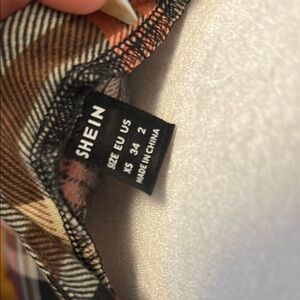 SHEIN
SIZE EU US
XS 34 2
MADE IN CHINA